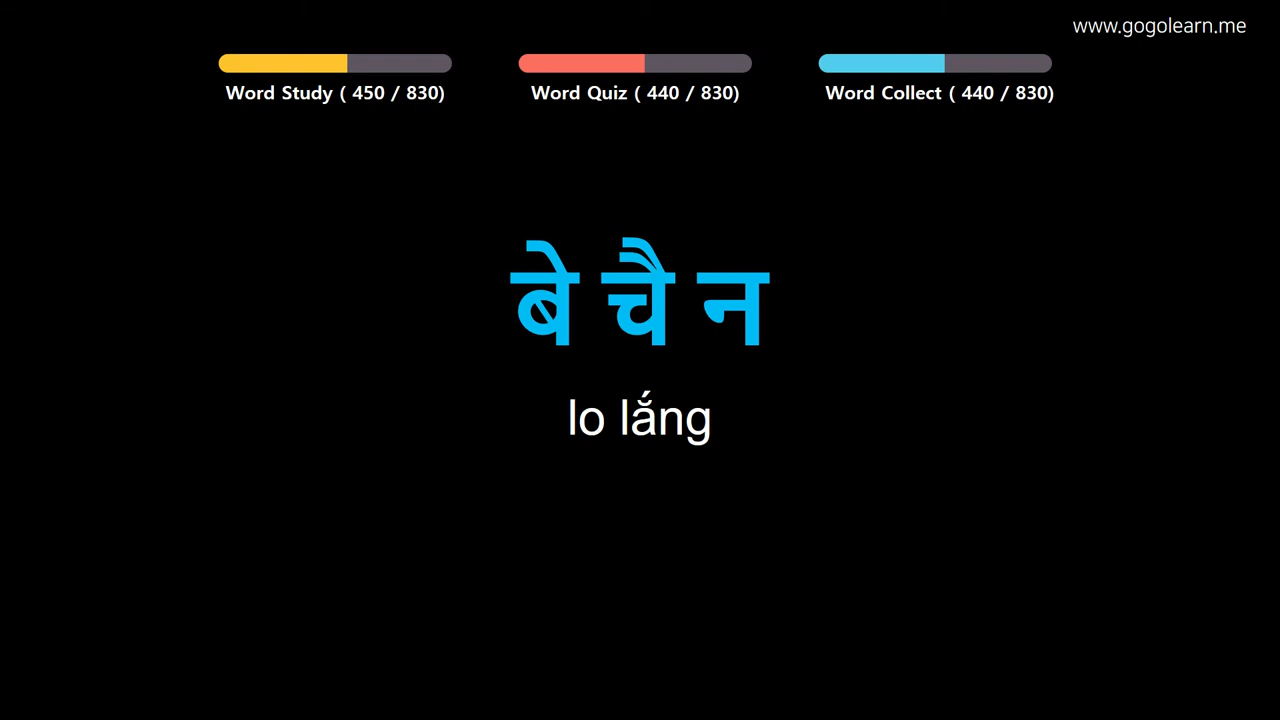 www.gogolearn.me
Word Study ( 450 / 830) Word Quiz ( 440 / 830) Word Collect ( 440 / 830)
बे चै न
lo lắng